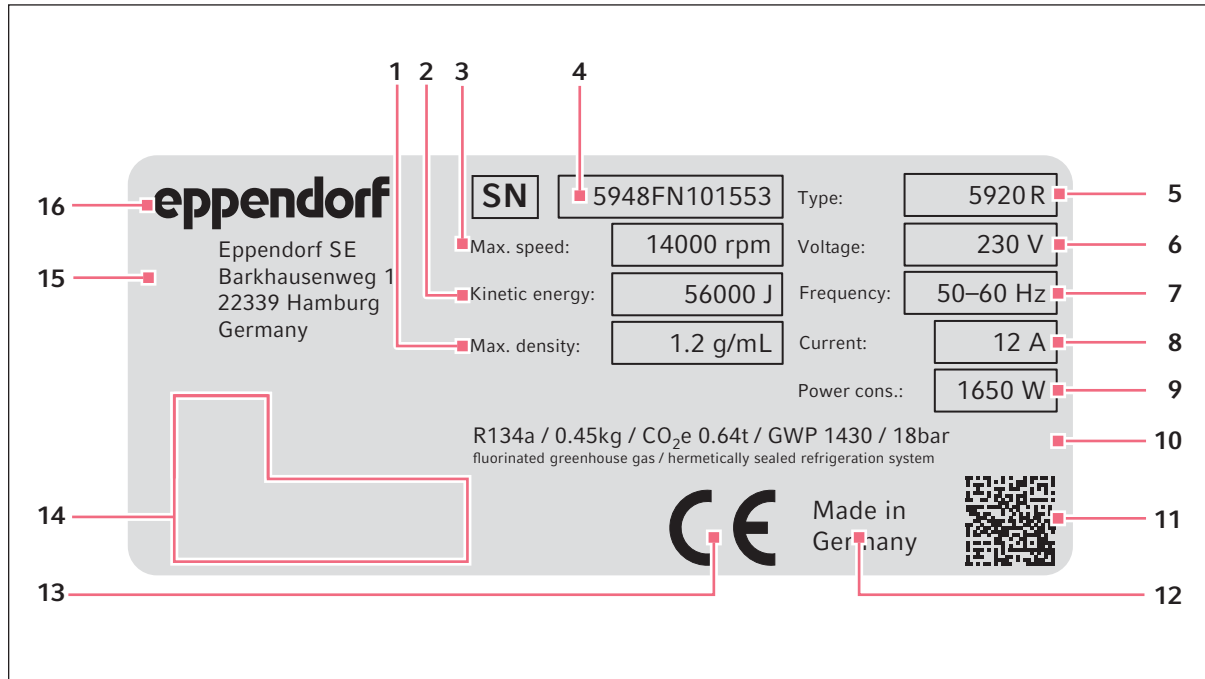 1 2 3 4
16 eppendorf SN 5948FN101553 Type: 5920 R 5
15 Eppendorf SE
Barkhausenweg 1
22339 Hamburg
Germany
3 Max. speed: 14000 rpm Voltage: 230 V 6
Kinetic energy: 56000 J Frequency: 50–60 Hz 7
Max. density: 1.2 g/mL Current: 12 A 8
Power cons.: 1650 W 9
R134a / 0.45kg / CO₂e 0.64t / GWP 1430 / 18bar 10
fluorinated greenhouse gas / hermetically sealed refrigeration system
14 CE Made in
Germany 11
13 12